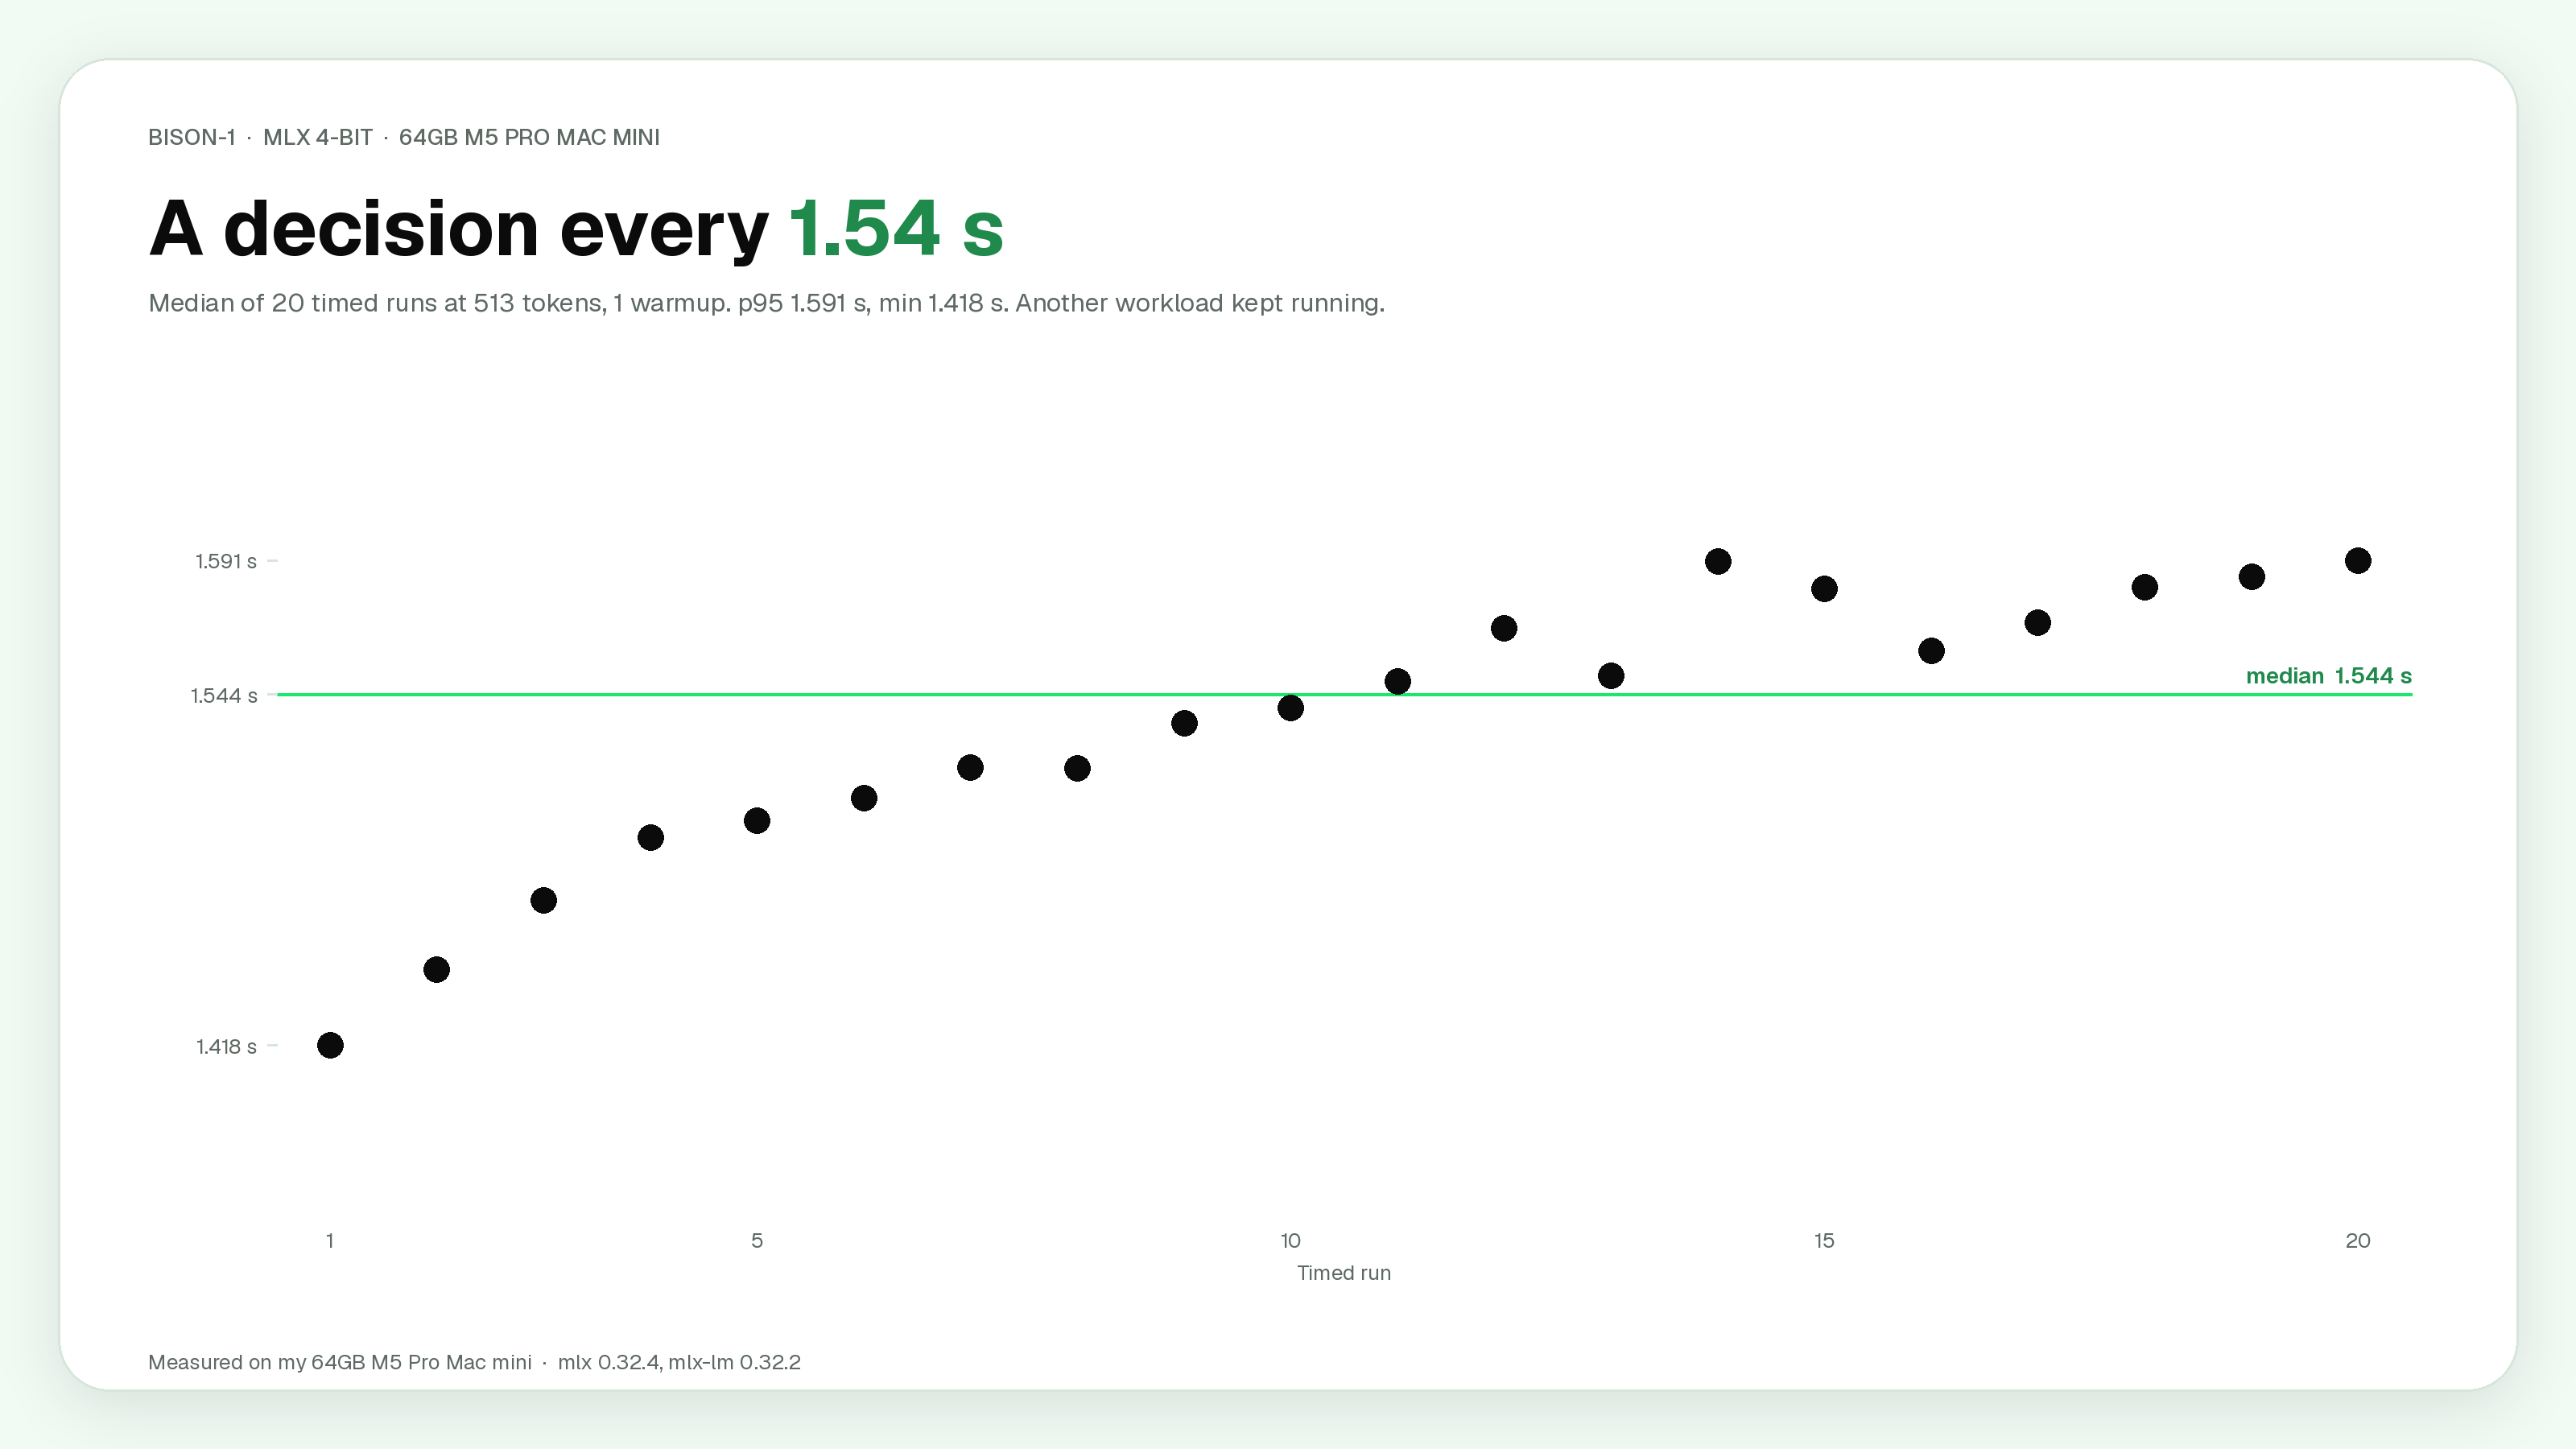 BISON-1 · MLX 4-BIT · 64GB M5 PRO MAC MINI
A decision every 1.54 s
Median of 20 timed runs at 513 tokens, 1 warmup. p95 1.591 s, min 1.418 s. Another workload kept running.
1.591 s
median 1.544 s
1.544 s
1.418 s
1 5 10 15 20
Timed run
Measured on my 64GB M5 Pro Mac mini · mlx 0.32.4, mlx-lm 0.32.2